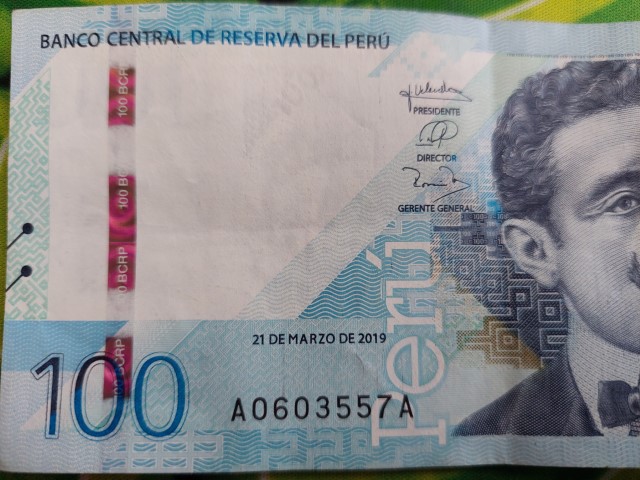 BANCO CENTRAL DE RESERVA DEL PERÚ
100 BCRP
100 BCRP
100 BC
100 BCRP
PRESIDENTE
DIRECTOR
GERENTE GENERAL
21 DE MARZO DE 2019
A0603557A
100
Perú